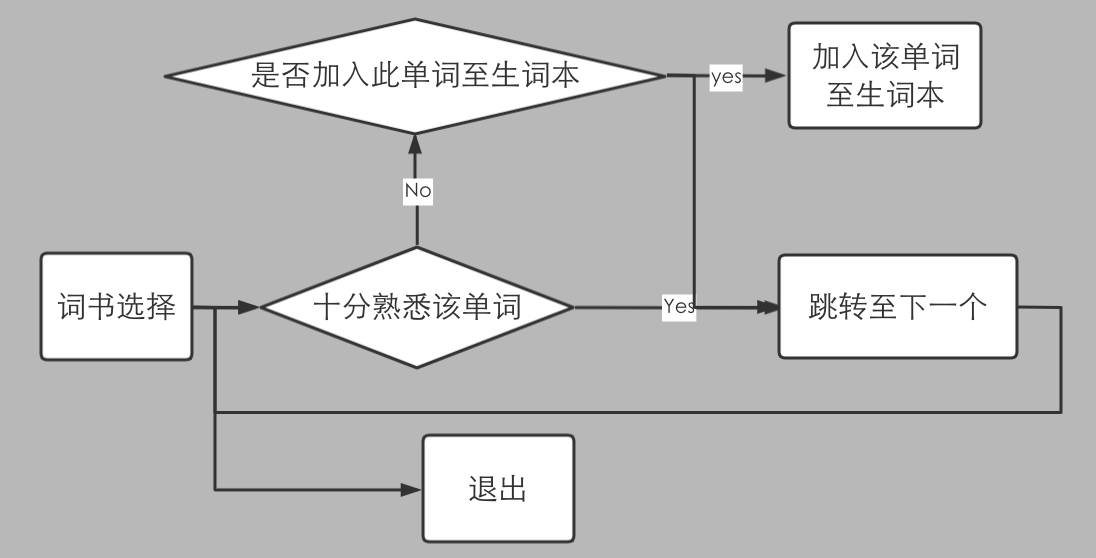 是否加入此单词至生词本
yes
加入该单词
至生词本
No
词书选择
十分熟悉该单词
Yes
跳转至下一个
退出